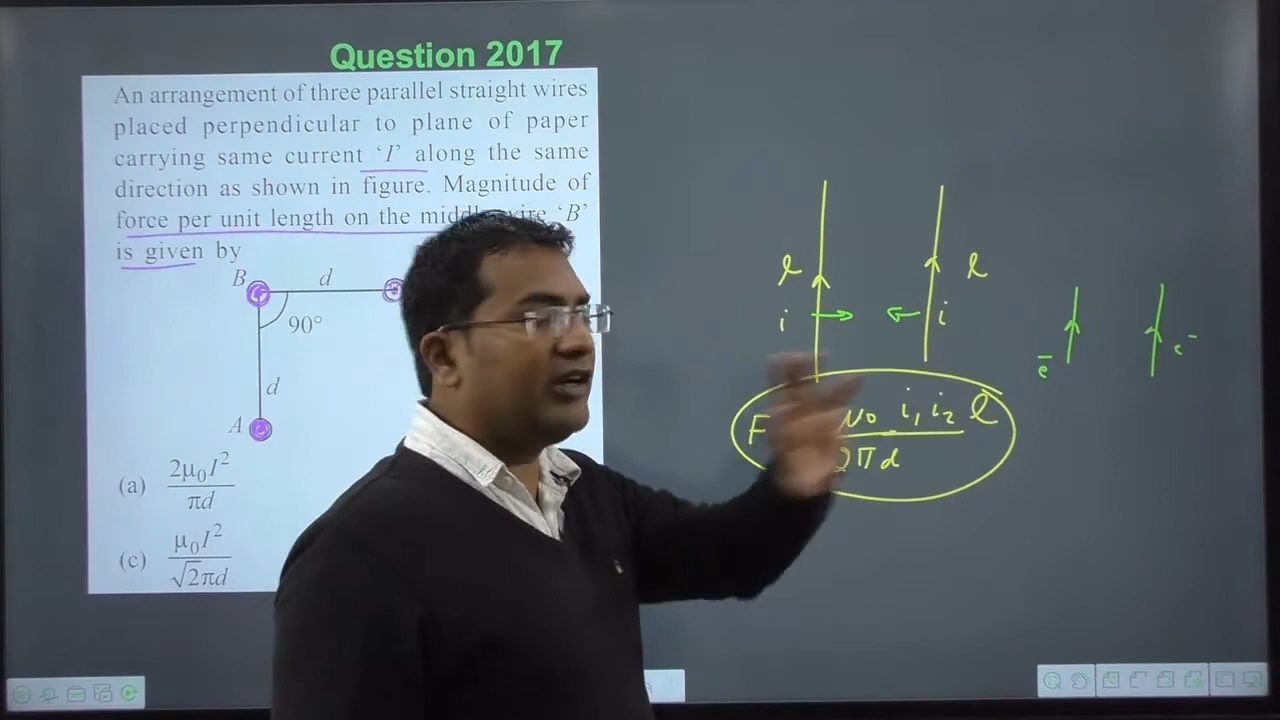 Question 2017
An arrangement of three parallel straight wires
placed perpendicular to plane of paper
carrying same current ‘I’ along the same
direction as shown in figure. Magnitude of
force per unit length on the middle wire ‘B’
is given by
B d
90°
d
A
(a) 2μ₀I²/πd
(c) μ₀I²/√2πd
l l
i i
e⁻ e⁻
F μ₀ i₁ i₂ l
2πd